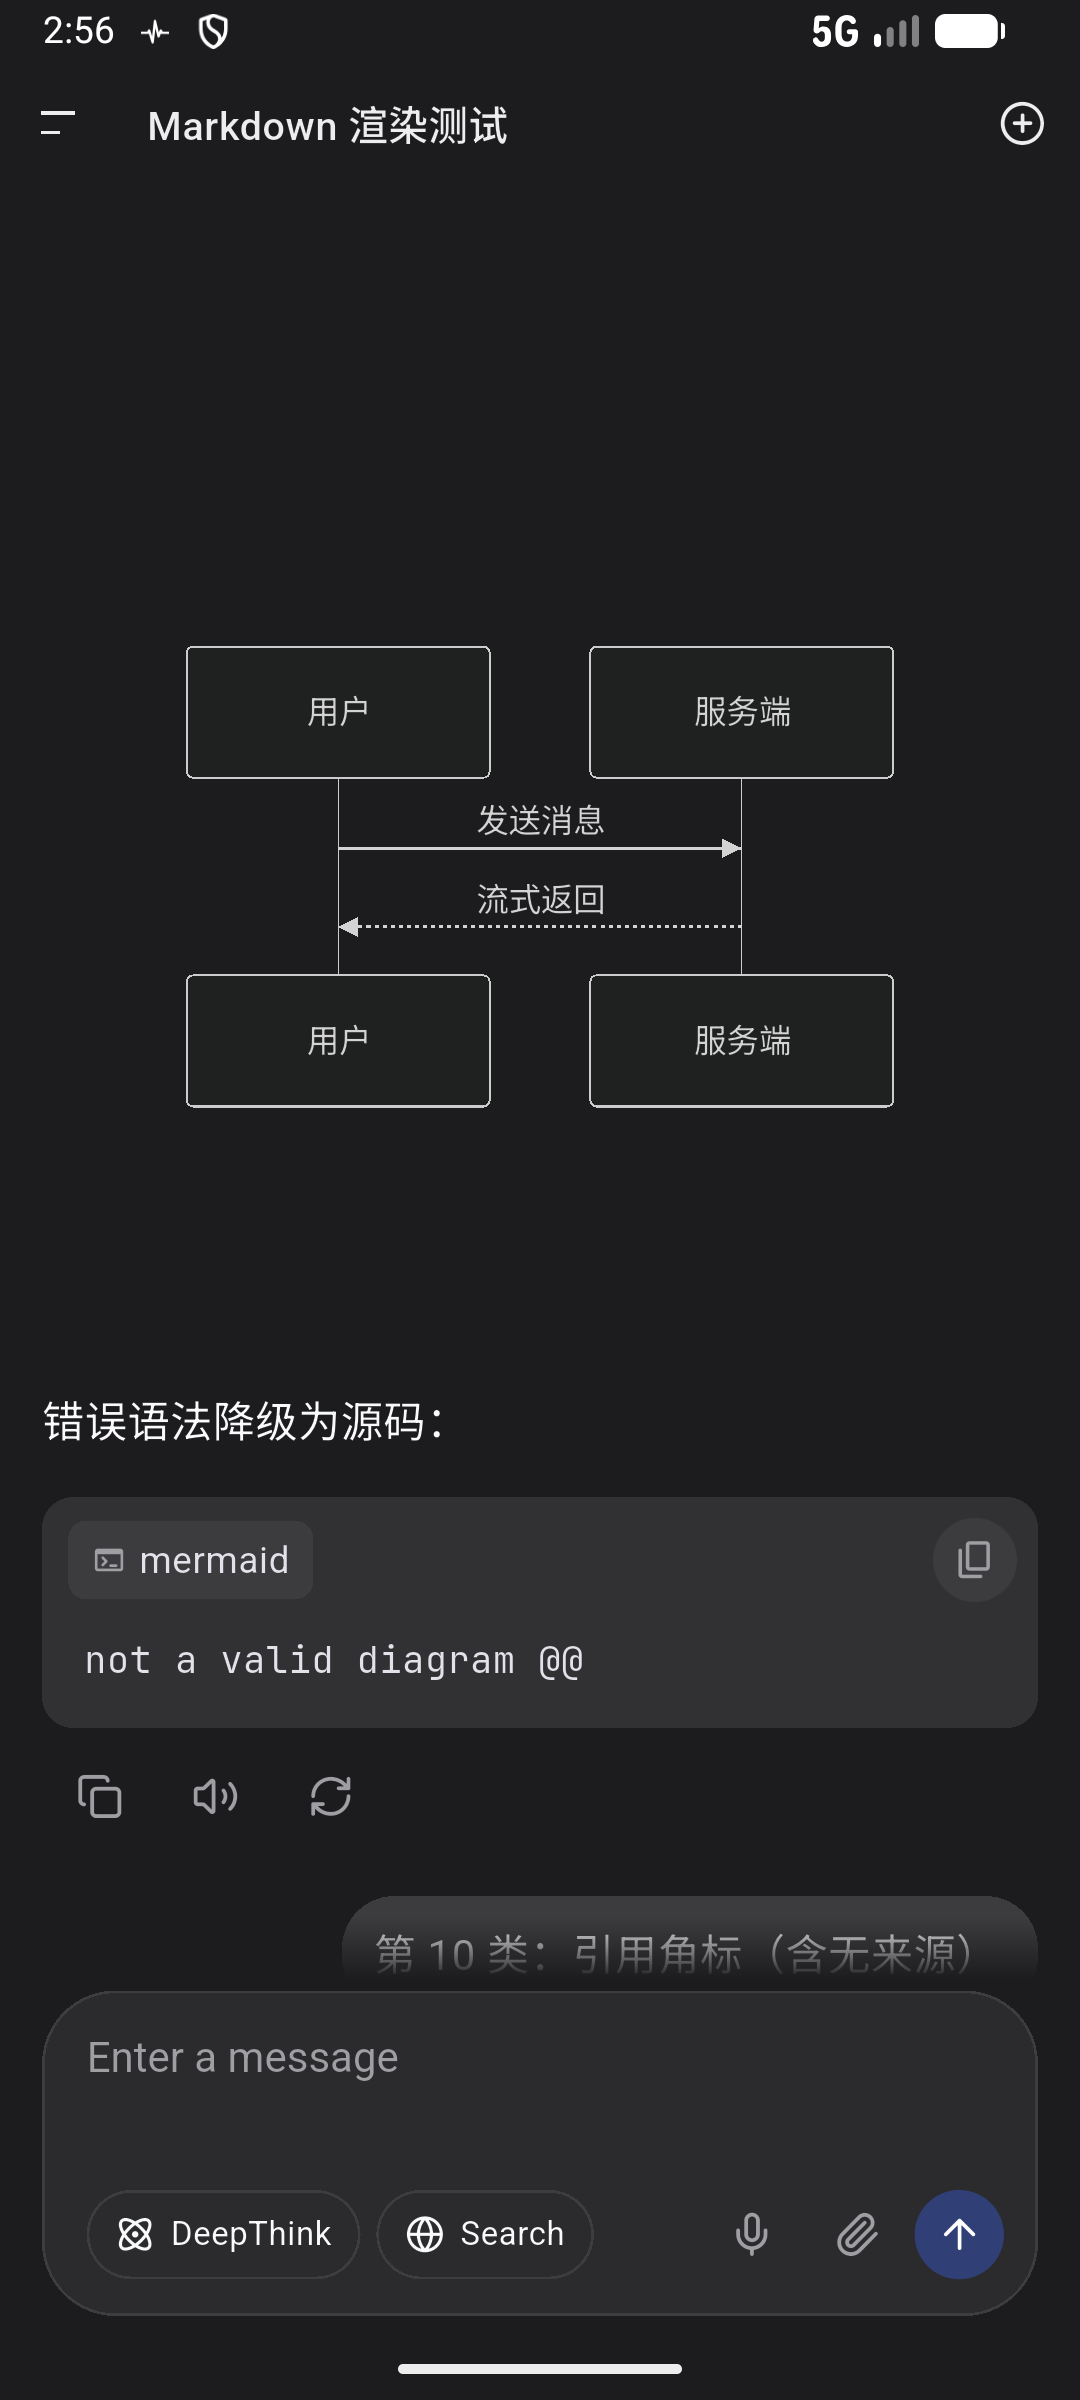 2:56
5G
Markdown 渲染测试
用户
服务端
发送消息
流式返回
用户
服务端
错误语法降级为源码：
mermaid
not a valid diagram @@
第 10 类：引用角标（含无来源）
Enter a message
DeepThink
Search